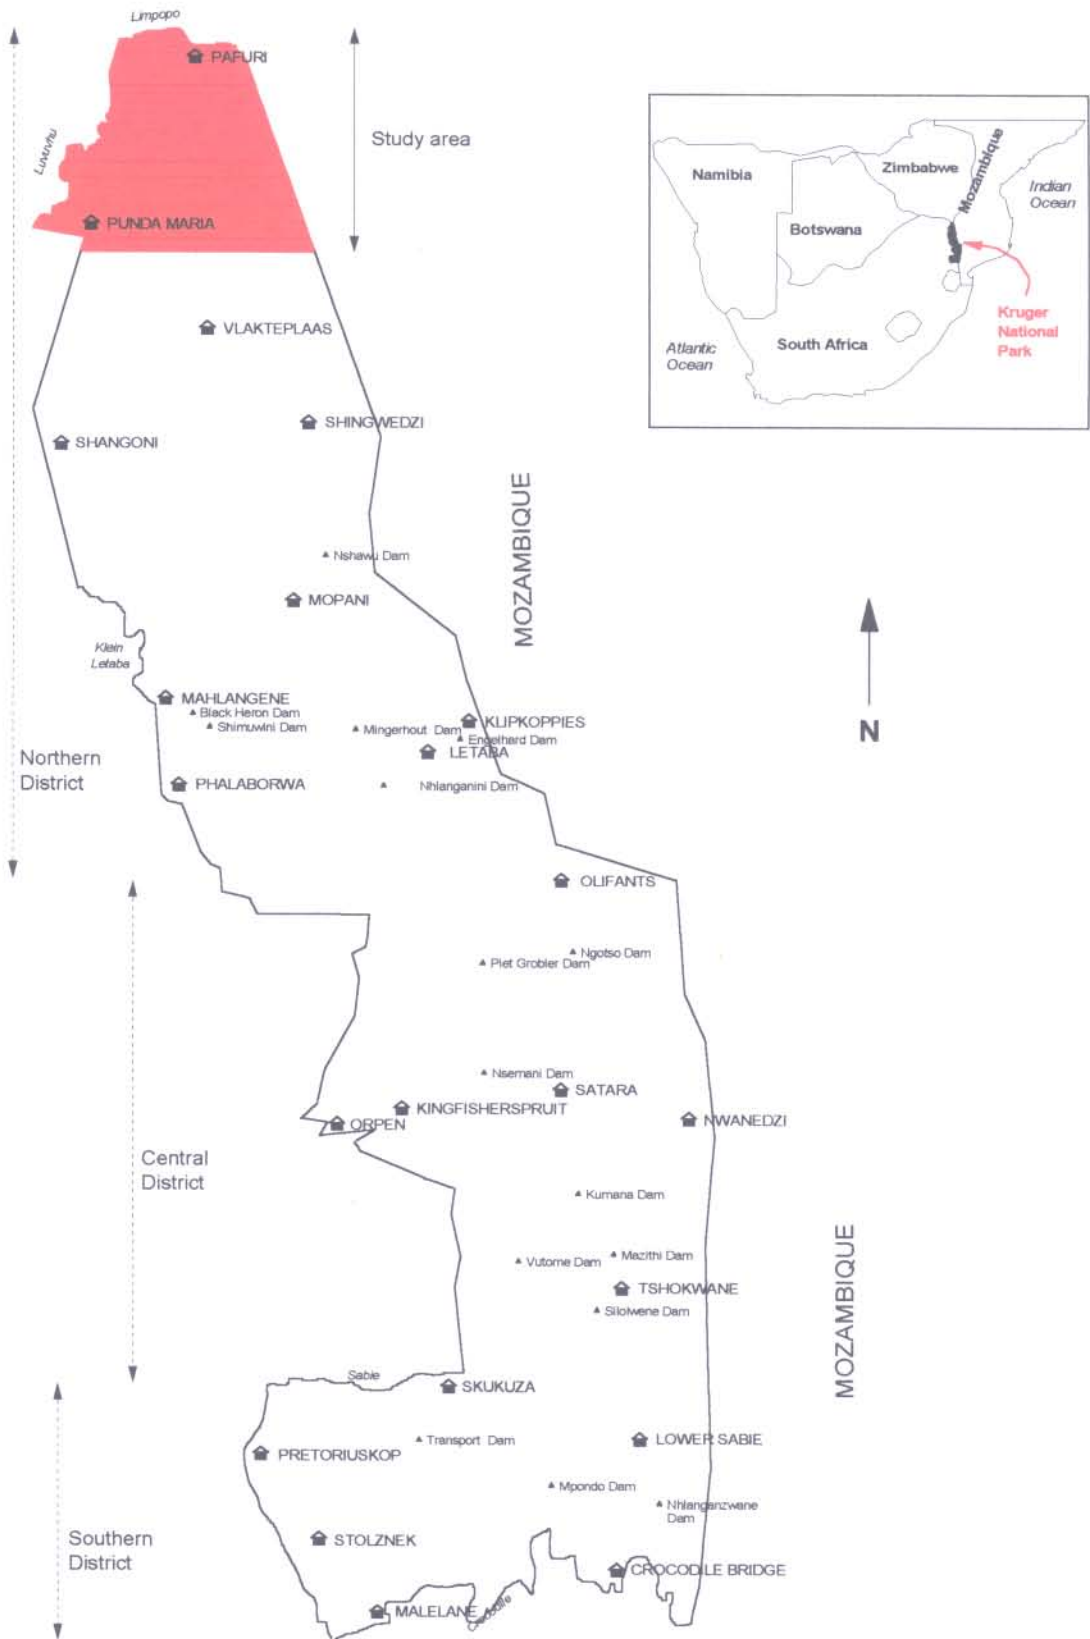 Limpopo
PAFURI
Study area
Luvuvhu
PUNDA MARIA
Namibia
Zimbabwe
Mozambique
Indian
Ocean
Botswana
Kruger
National
Park
South Africa
Atlantic
Ocean
VLAKTEPLAAS
SHINGWEDZI
SHANGONI
MOZAMBIQUE
Nshawu Dam
MOPANI
Klein
Letaba
N
MAHLANGENE
Black Heron Dam
Shimuwini Dam
Mingerhout Dam
KLIPKOPPIES
Engelhard Dam
LETABA
Northern
District
PHALABORWA
Nhlanganini Dam
OLIFANTS
Ngotso Dam
Piet Grobler Dam
Nsemani Dam
SATARA
KINGFISHERSPRUIT
ORPEN
NWANEDZI
Central
District
Kumana Dam
Mazithi Dam
Vutome Dam
TSHOKWANE
Silolwene Dam
MOZAMBIQUE
Sabie
SKUKUZA
Transport Dam
LOWER SABIE
PRETORIUSKOP
Mpondo Dam
Nhlanganzwane
Dam
Southern
District
STOLZNEK
CROCODILE BRIDGE
MALELANE
Crocodile